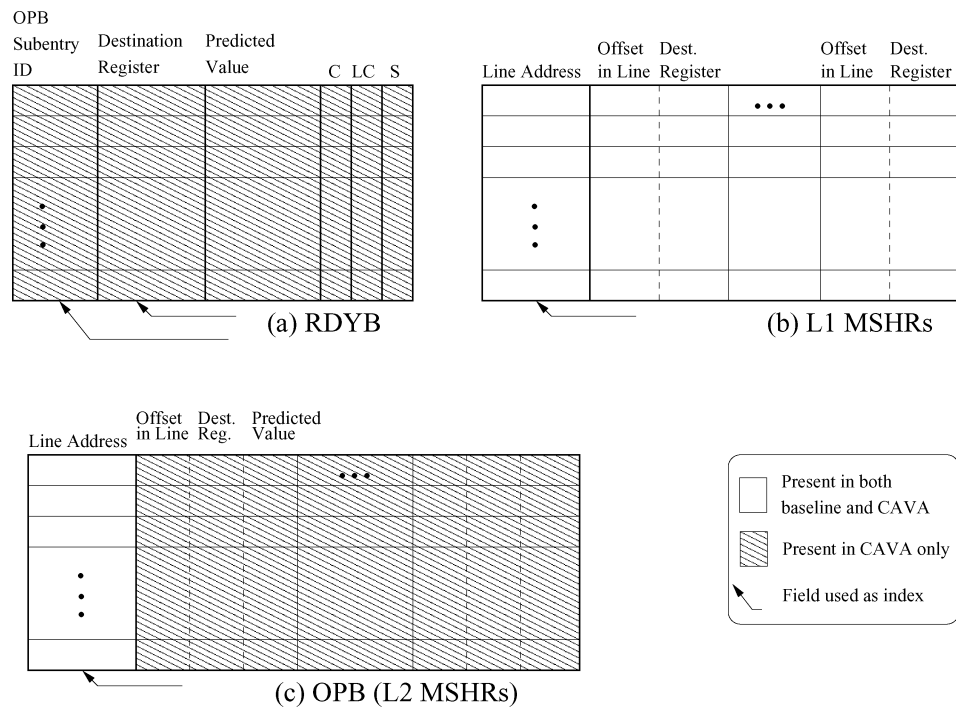 OPB
Subentry
ID
Destination
Register
Predicted
Value
C LC S
(a) RDYB
Line Address
Offset
in Line
Dest.
Register
Offset
in Line
Dest.
Register
(b) L1 MSHRs
Line Address
Offset
in Line
Dest.
Reg.
Predicted
Value
(c) OPB (L2 MSHRs)
Present in both
baseline and CAVA
Present in CAVA only
Field used as index